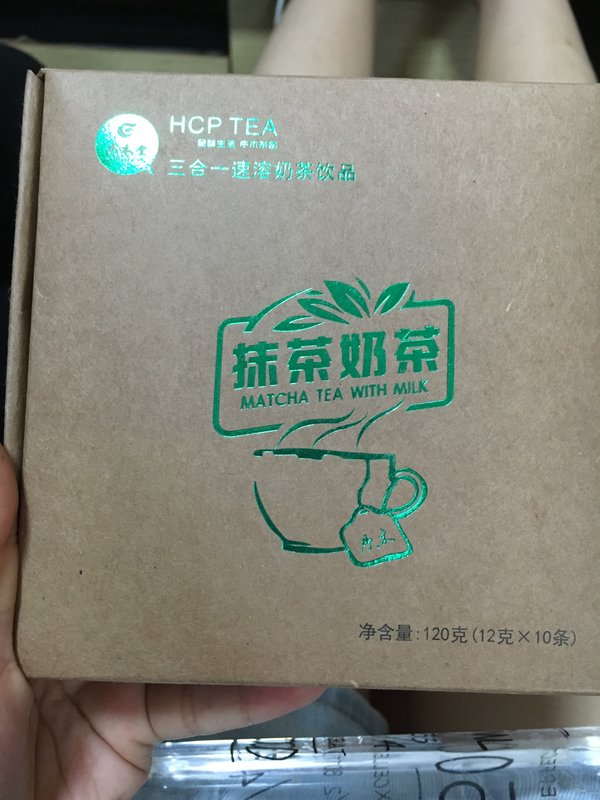 HCP TEA
三合一速溶奶茶饮品
抹茶奶茶
MATCHA TEA WITH MILK
净含量:120克(12克×10条)